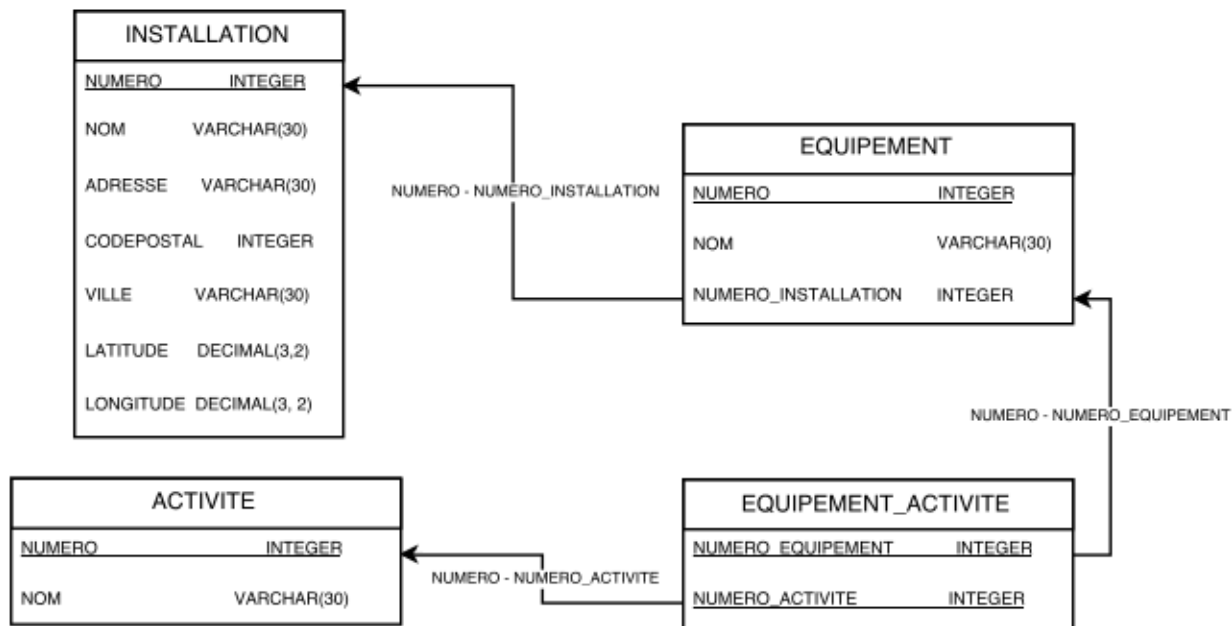 INSTALLATION
NUMERO INTEGER
NOM VARCHAR(30)
ADRESSE VARCHAR(30)
CODEPOSTAL INTEGER
VILLE VARCHAR(30)
LATITUDE DECIMAL(3,2)
LONGITUDE DECIMAL(3, 2)
NUMERO - NUMERO_INSTALLATION
EQUIPEMENT
NUMERO INTEGER
NOM VARCHAR(30)
NUMERO_INSTALLATION INTEGER
NUMERO - NUMERO_EQUIPEMENT
ACTIVITE
NUMERO INTEGER
NOM VARCHAR(30)
NUMERO - NUMERO_ACTIVITE
EQUIPEMENT_ACTIVITE
NUMERO_EQUIPEMENT INTEGER
NUMERO_ACTIVITE INTEGER